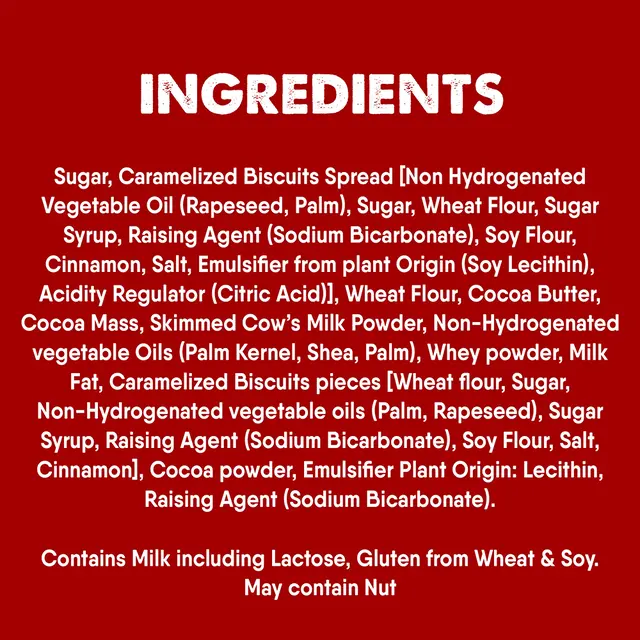 INGREDIENTS
Sugar, Caramelized Biscuits Spread [Non Hydrogenated
Vegetable Oil (Rapeseed, Palm), Sugar, Wheat Flour, Sugar
Syrup, Raising Agent (Sodium Bicarbonate), Soy Flour,
Cinnamon, Salt, Emulsifier from plant Origin (Soy Lecithin),
Acidity Regulator (Citric Acid)], Wheat Flour, Cocoa Butter,
Cocoa Mass, Skimmed Cow's Milk Powder, Non-Hydrogenated
vegetable Oils (Palm Kernel, Shea, Palm), Whey powder, Milk
Fat, Caramelized Biscuits pieces [Wheat flour, Sugar,
Non-Hydrogenated vegetable oils (Palm, Rapeseed), Sugar
Syrup, Raising Agent (Sodium Bicarbonate), Soy Flour, Salt,
Cinnamon], Cocoa powder, Emulsifier Plant Origin: Lecithin,
Raising Agent (Sodium Bicarbonate).
Contains Milk including Lactose, Gluten from Wheat & Soy.
May contain Nut